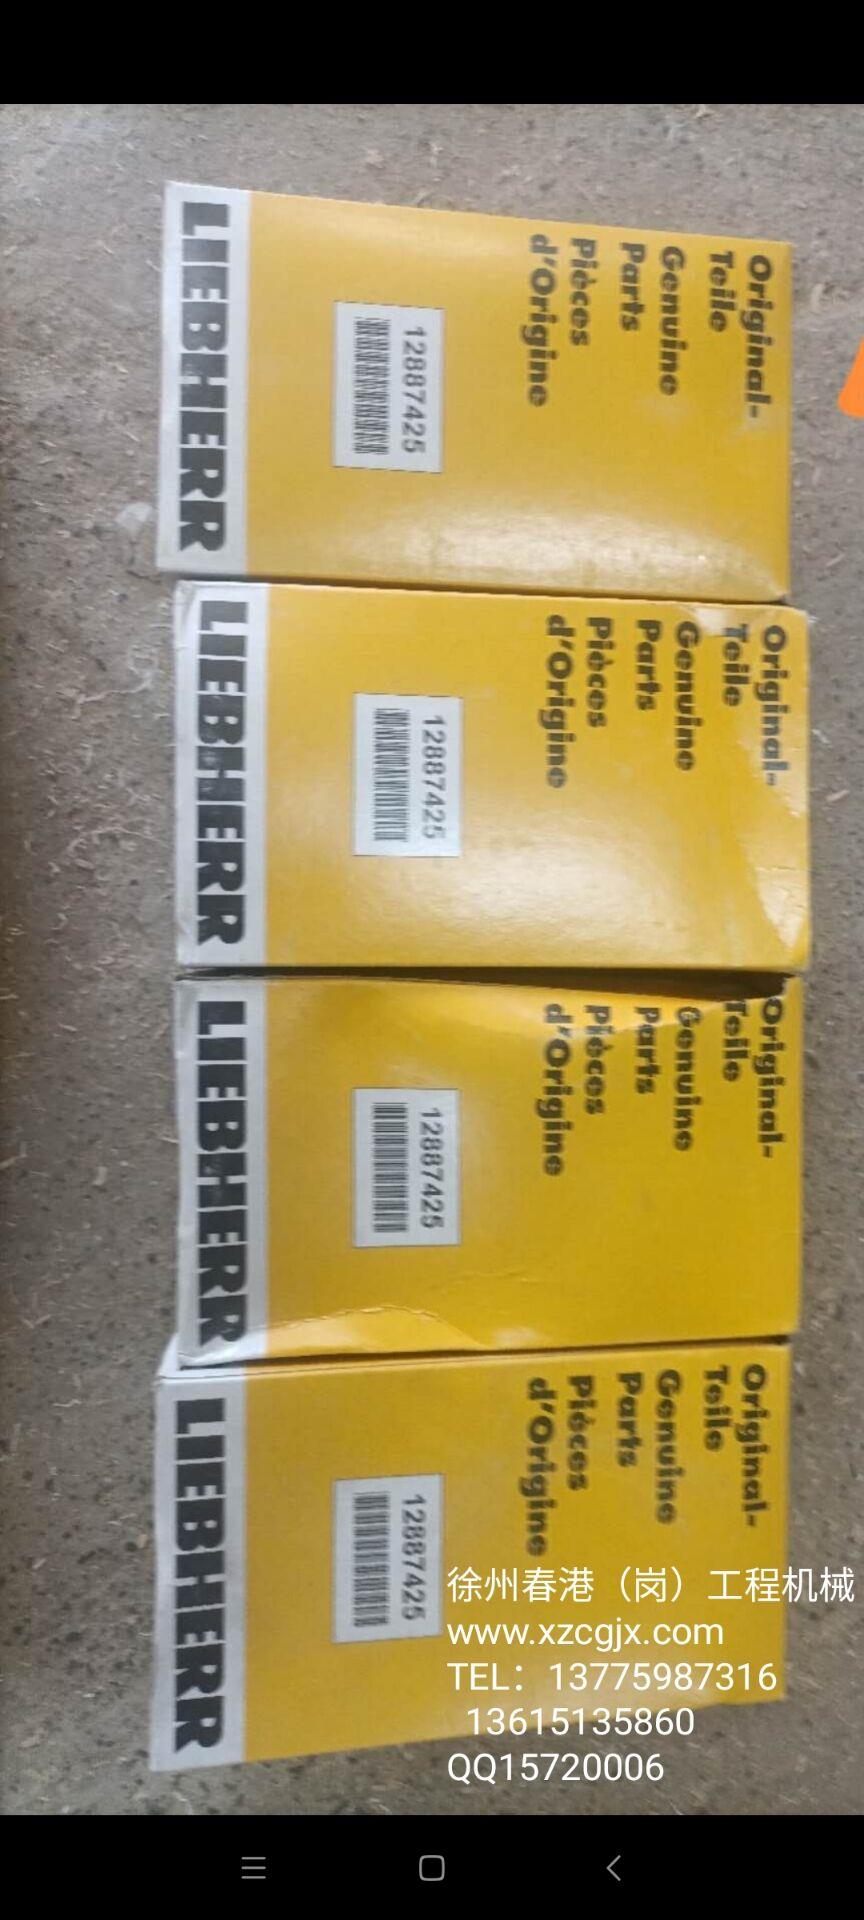 Original-
Teile
Genuine
Parts
Pièces
d'Origine
12887425
LIEBHERR
Original-
Teile
Genuine
Parts
Pièces
d'Origine
12887425
LIEBHERR
Original-
Teile
Genuine
Parts
Pièces
d'Origine
12887425
LIEBHERR
Original-
Teile
Genuine
Parts
Pièces
d'Origine
12887425
LIEBHERR
徐州春港（岗）工程机械
www.xzcgjx.com
TEL：13775987316
13615135860
QQ15720006